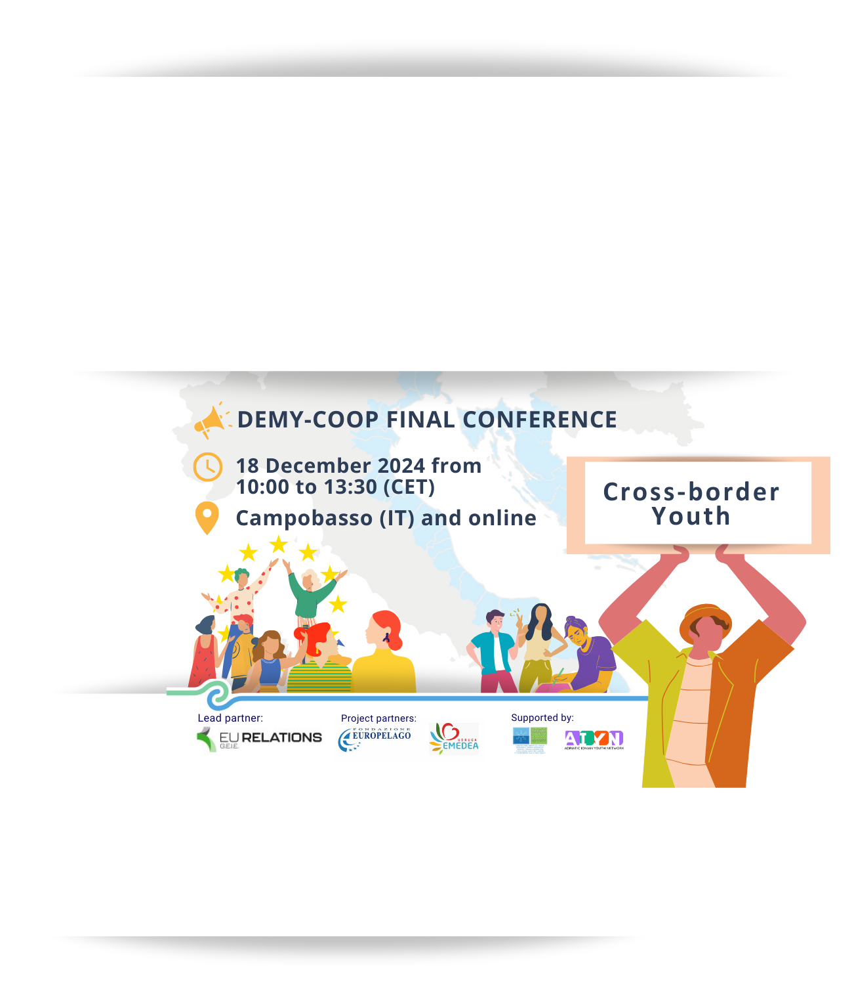 DEMY-COOP FINAL CONFERENCE
18 December 2024 from
10:00 to 13:30 (CET)
Campobasso (IT) and online
Cross-border
Youth
Lead partner:
EU RELATIONS
G.E.I.E.
Project partners:
FONDAZIONE
EUROPELAGO
UDRUGA
EMEDEA
Supported by:
AIYN
ADRIATIC IONIAN YOUTH NETWORK